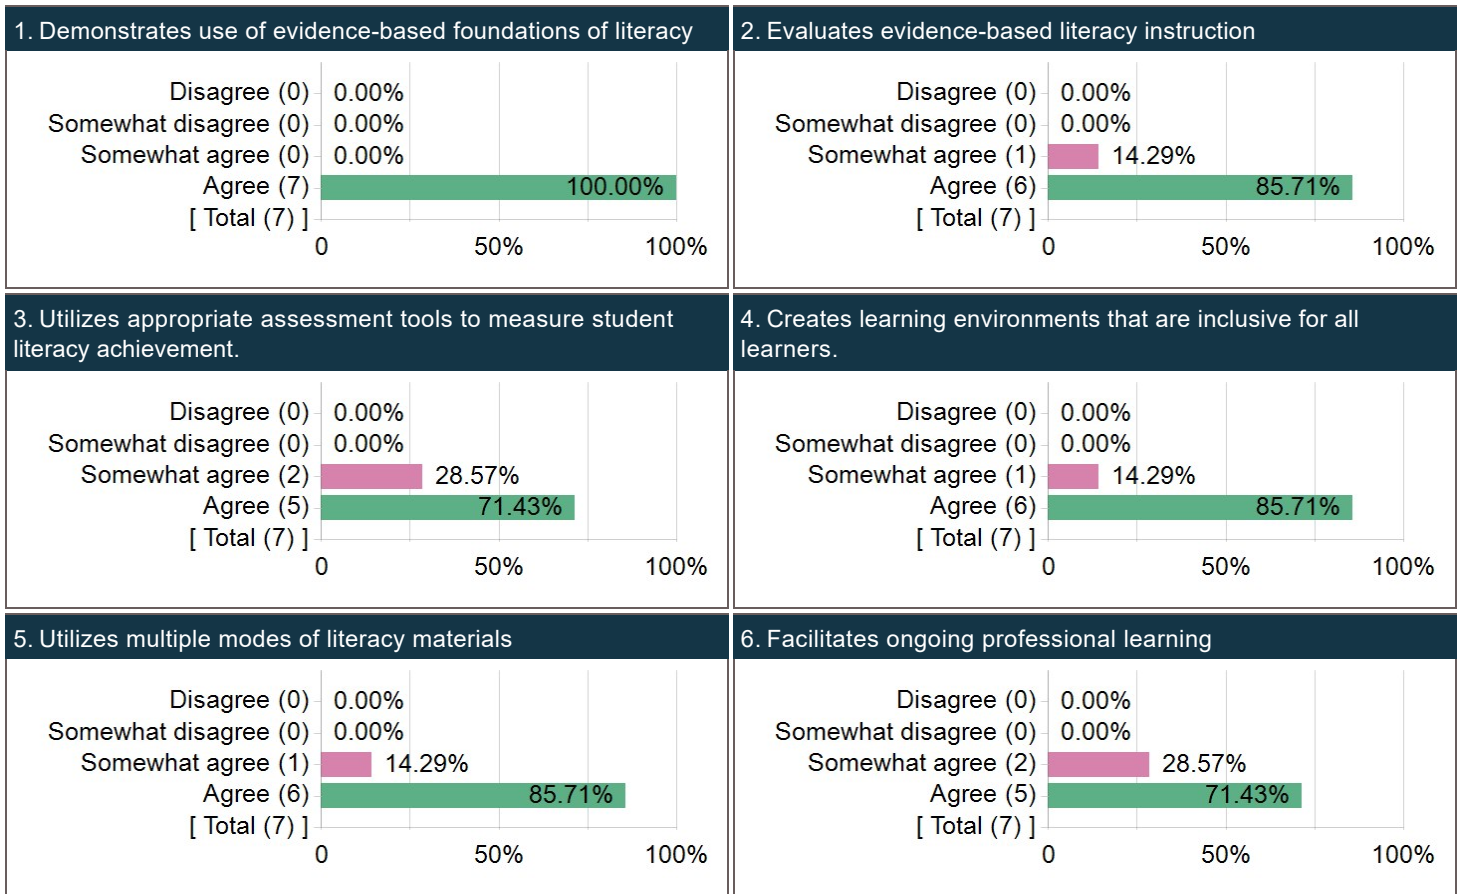 1. Demonstrates use of evidence-based foundations of literacy
Disagree (0) 0.00%
Somewhat disagree (0) 0.00%
Somewhat agree (0) 0.00%
Agree (7) 100.00%
[ Total (7) ]
0 50% 100%
2. Evaluates evidence-based literacy instruction
Disagree (0) 0.00%
Somewhat disagree (0) 0.00%
Somewhat agree (1) 14.29%
Agree (6) 85.71%
[ Total (7) ]
0 50% 100%
3. Utilizes appropriate assessment tools to measure student
literacy achievement.
Disagree (0) 0.00%
Somewhat disagree (0) 0.00%
Somewhat agree (2) 28.57%
Agree (5) 71.43%
[ Total (7) ]
0 50% 100%
4. Creates learning environments that are inclusive for all
learners.
Disagree (0) 0.00%
Somewhat disagree (0) 0.00%
Somewhat agree (1) 14.29%
Agree (6) 85.71%
[ Total (7) ]
0 50% 100%
5. Utilizes multiple modes of literacy materials
Disagree (0) 0.00%
Somewhat disagree (0) 0.00%
Somewhat agree (1) 14.29%
Agree (6) 85.71%
[ Total (7) ]
0 50% 100%
6. Facilitates ongoing professional learning
Disagree (0) 0.00%
Somewhat disagree (0) 0.00%
Somewhat agree (2) 28.57%
Agree (5) 71.43%
[ Total (7) ]
0 50% 100%